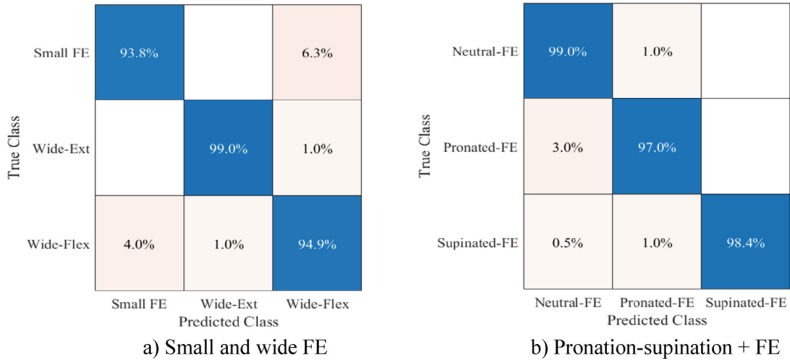 Small FE 93.8% 6.3%
Wide-Ext 99.0% 1.0%
Wide-Flex 4.0% 1.0% 94.9%
True Class
Small FE Wide-Ext Wide-Flex
Predicted Class
a) Small and wide FE
Neutral-FE 99.0% 1.0%
Pronated-FE 3.0% 97.0%
Supinated-FE 0.5% 1.0% 98.4%
True Class
Neutral-FE Pronated-FE Supinated-FE
Predicted Class
b) Pronation-supination + FE